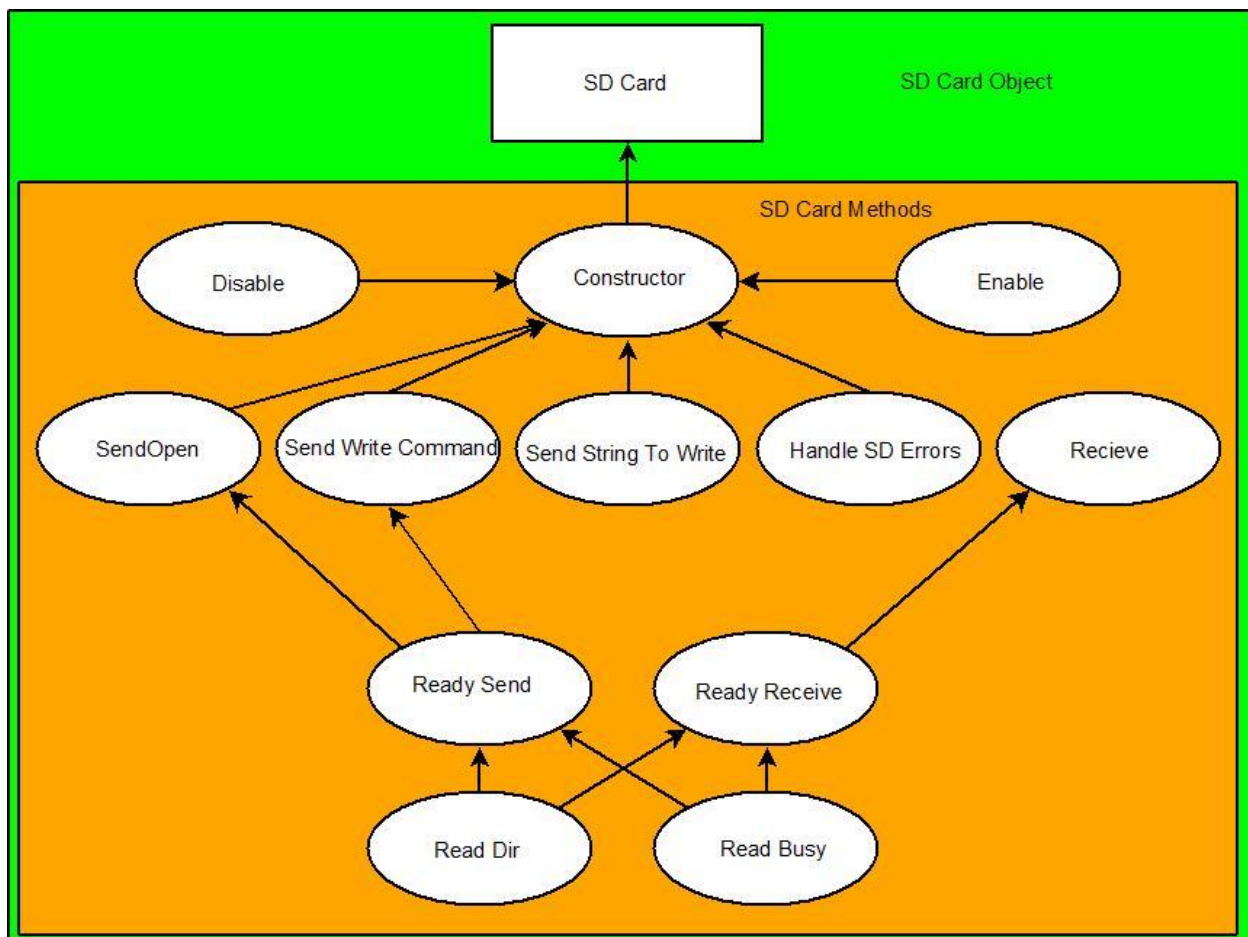 SD Card
SD Card Object
SD Card Methods
Disable
Constructor
Enable
SendOpen
Send Write Command
Send String To Write
Handle SD Errors
Recieve
Ready Send
Ready Receive
Read Dir
Read Busy